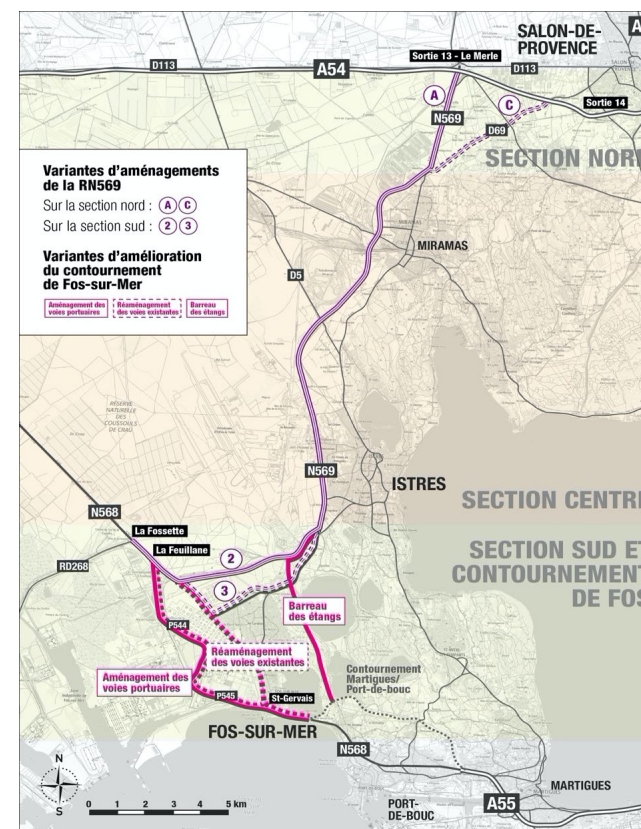 SALON-DE-
PROVENCE
A
Sortie 13 - Le Merle
D113
A54
D113
A
C
Sortie 14
N569
D69
SECTION NOR
Variantes d'aménagements
de la RN569
Sur la section nord : A C
Sur la section sud : 2 3
Variantes d'amélioration
du contournement
de Fos-sur-Mer
Aménagement des
voies portuaires
Réaménagement
des voies existantes
Barreau
des étangs
MIRAMAS
MIRAMAS
D5
RÉSERVE
NATURELLE
DES
COUSSOULS
DE CRAU
N569
ISTRES
SECTION CENTR
N568
La Fossette
La Feuillane
2
RD268
3
SECTION SUD ET
CONTOURNEMENT
DE FOS
Barreau
des étangs
P544
Réaménagement
des voies existantes
Aménagement des
voies portuaires
Contournement
Martigues/
Port-de-bouc
P545
St-Gervais
FOS-SUR-MER
N568
N
S
0 1 2 3 4 5 km
MARTIGUES
MARTIGUES
PORT-
DE-BOUC
A55